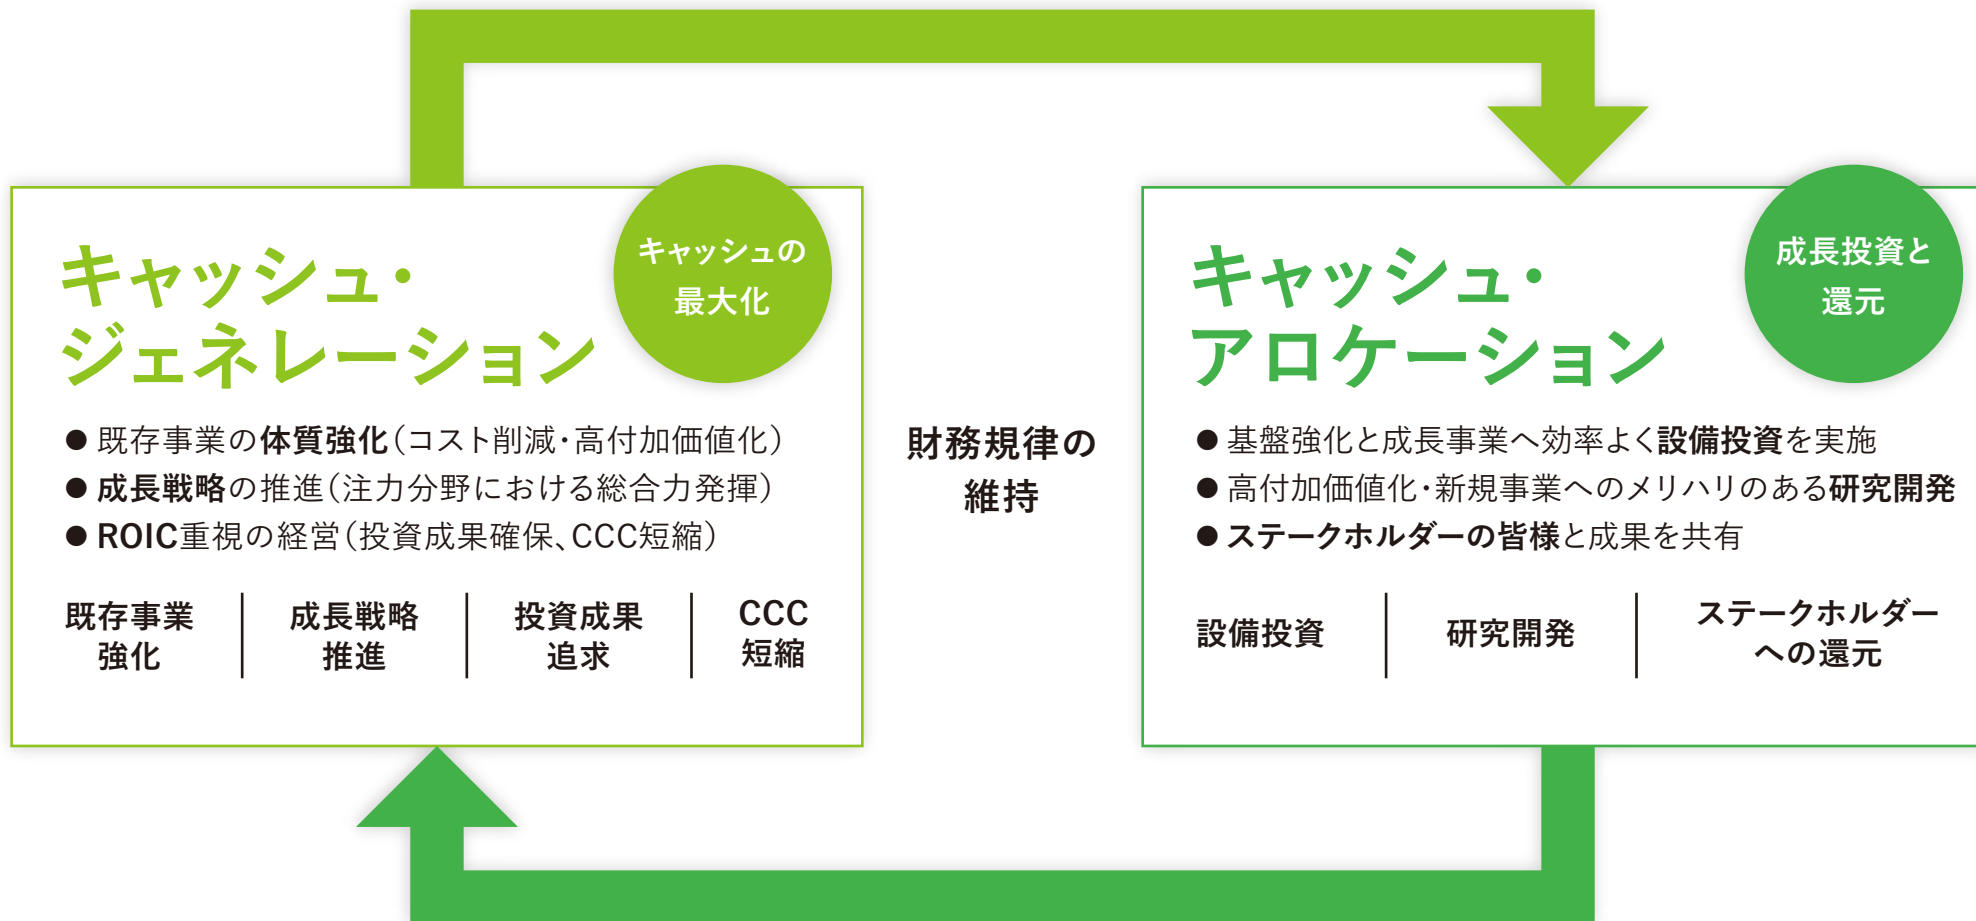 キャッシュ・
ジェネレーション
キャッシュの
最大化
● 既存事業の体質強化（コスト削減・高付加価値化）
● 成長戦略の推進（注力分野における総合力発揮）
● ROIC重視の経営（投資成果確保、CCC短縮）
既存事業
強化
成長戦略
推進
投資成果
追求
CCC
短縮
財務規律の
維持
キャッシュ・
アロケーション
成長投資と
還元
● 基盤強化と成長事業へ効率よく設備投資を実施
● 高付加価値化・新規事業へのメリハリのある研究開発
● ステークホルダーの皆様と成果を共有
設備投資
研究開発
ステークホルダー
への還元